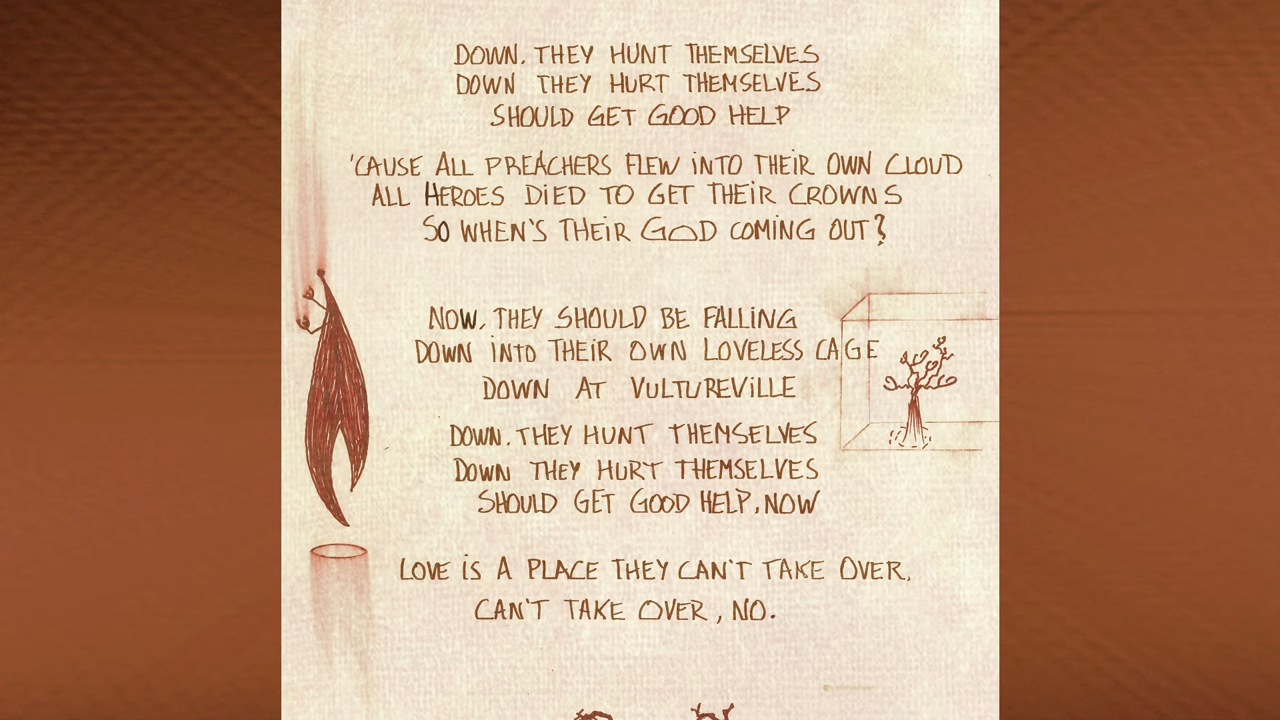 DOWN. THEY HUNT THEMSELVES
DOWN THEY HURT THEMSELVES
SHOULD GET GOOD HELP
'CAUSE ALL PREACHERS FLEW INTO THEIR OWN CLOUD
ALL HEROES DIED TO GET THEIR CROWNS
SO WHEN'S THEIR GOD COMING OUT?
NOW, THEY SHOULD BE FALLING
DOWN INTO THEIR OWN LOVELESS CAGE
DOWN AT VULTUREVILLE
DOWN. THEY HUNT THEMSELVES
DOWN THEY HURT THEMSELVES
SHOULD GET GOOD HELP, NOW
LOVE IS A PLACE THEY CAN'T TAKE OVER,
CAN'T TAKE OVER, NO.